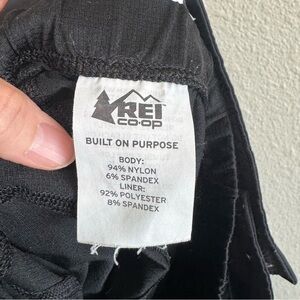 REI
CO·OP
BUILT ON PURPOSE
BODY:
94% NYLON
6% SPANDEX
LINER:
92% POLYESTER
8% SPANDEX